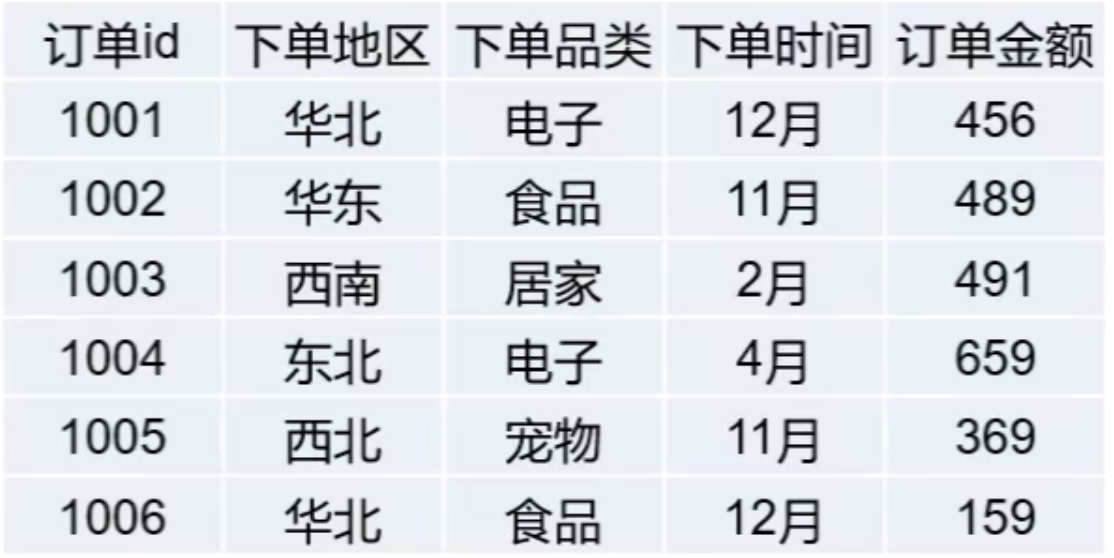 订单id 下单地区 下单品类 下单时间 订单金额
1001 华北 电子 12月 456
1002 华东 食品 11月 489
1003 西南 居家 2月 491
1004 东北 电子 4月 659
1005 西北 宠物 11月 369
1006 华北 食品 12月 159